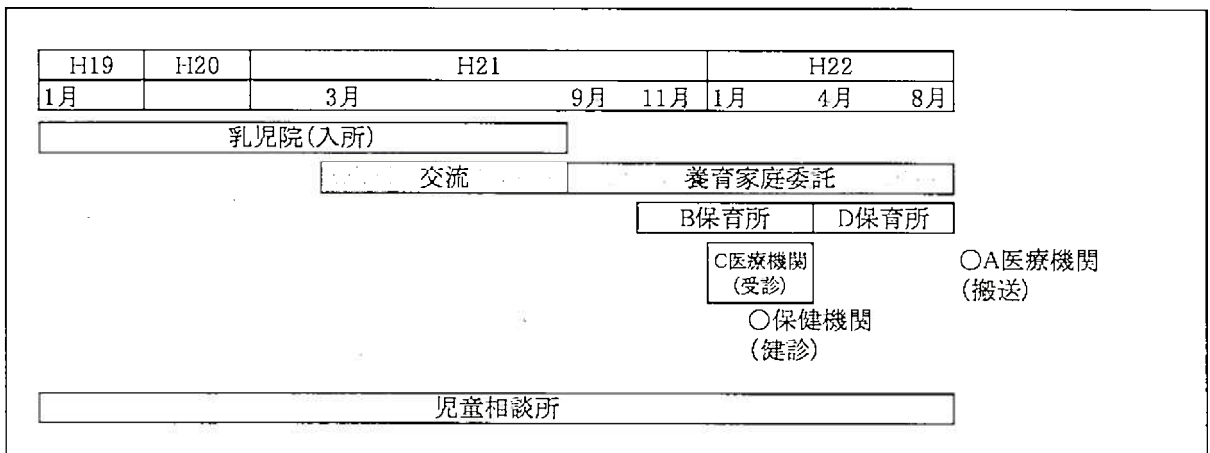 H19 H20 H21 H22
1月 3月 9月 11月 1月 4月 8月
乳児院(入所)
交流 養育家庭委託
B保育所 D保育所
C医療機関
(受診)
○A医療機関
(搬送)
○保健機関
(健診)
児童相談所